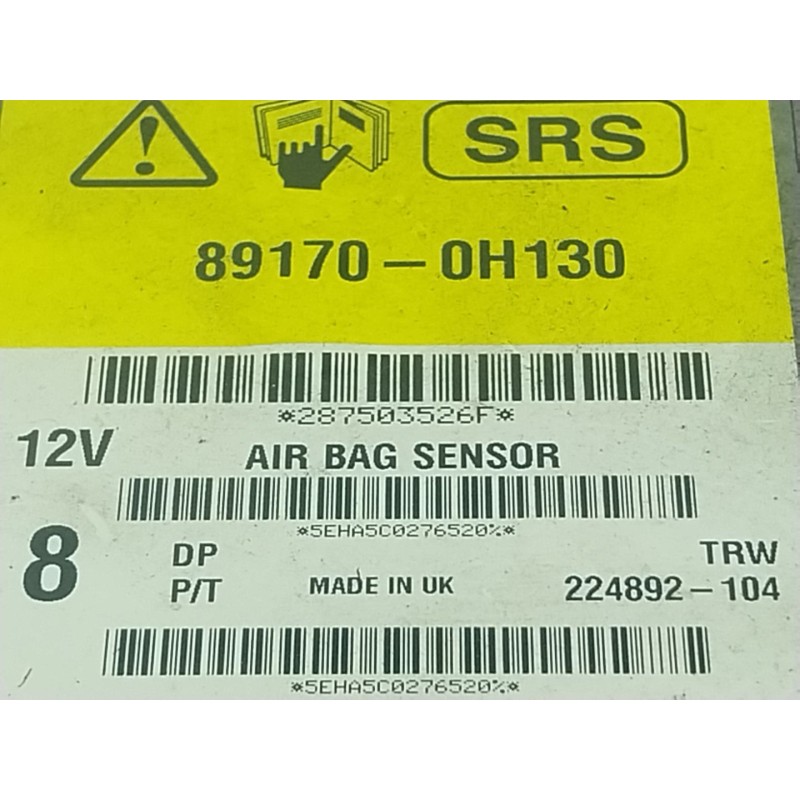 SRS
89170-0H130
*287503526F*
12V AIR BAG SENSOR
*5EHA5C0276520%*
8 DP TRW
P/T MADE IN UK 224892-104
*5EHA5C0276520%*